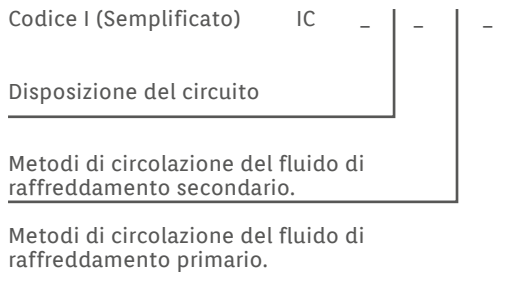 Codice I (Semplificato) IC _ _ _
Disposizione del circuito
Metodi di circolazione del fluido di
raffreddamento secondario.
Metodi di circolazione del fluido di
raffreddamento primario.